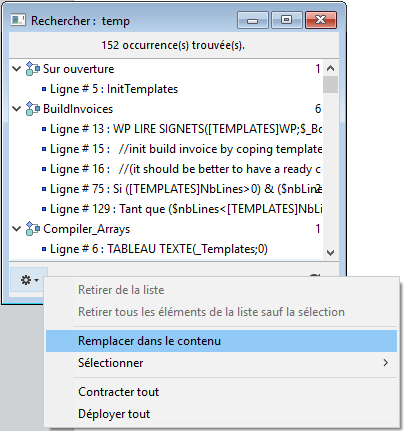 Rechercher : temp
152 occurrence(s) trouvée(s).
Sur ouverture 1
Ligne # 5 : InitTemplates
BuildInvoices 6
Ligne # 13 : WP LIRE SIGNETS([TEMPLATES]WP;$_Bo
Ligne # 15 : //init build invoice by coping template
Ligne # 16 : //(it should be better to have a ready c
Ligne # 75 : Si ([TEMPLATES]NbLines>0) & ($nbLine 2
Ligne # 129 : Tant que ($nbLines<[TEMPLATES]NbLi
Compiler_Arrays 1
Ligne # 6 : TABLEAU TEXTE(_Templates;0)
Retirer de la liste
Retirer tous les éléments de la liste sauf la sélection
Remplacer dans le contenu
Sélectionner
Contracter tout
Déployer tout